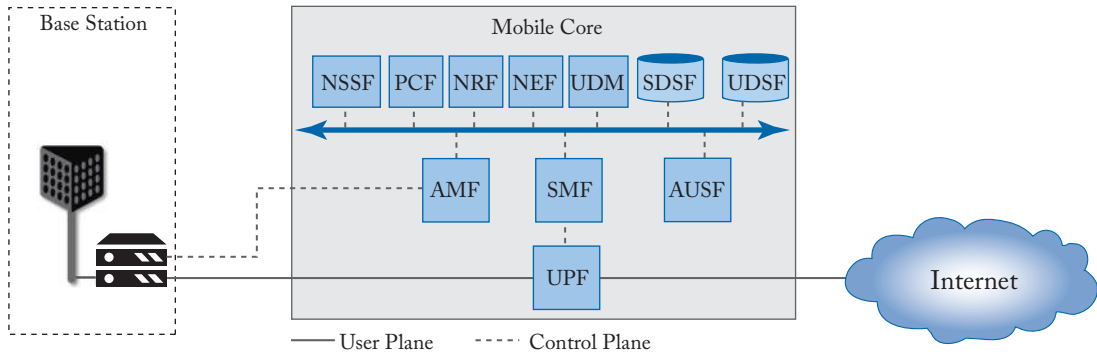 Base Station
Mobile Core
NSSF PCF NRF NEF UDM SDSF UDSF
AMF SMF AUSF
UPF
Internet
User Plane Control Plane